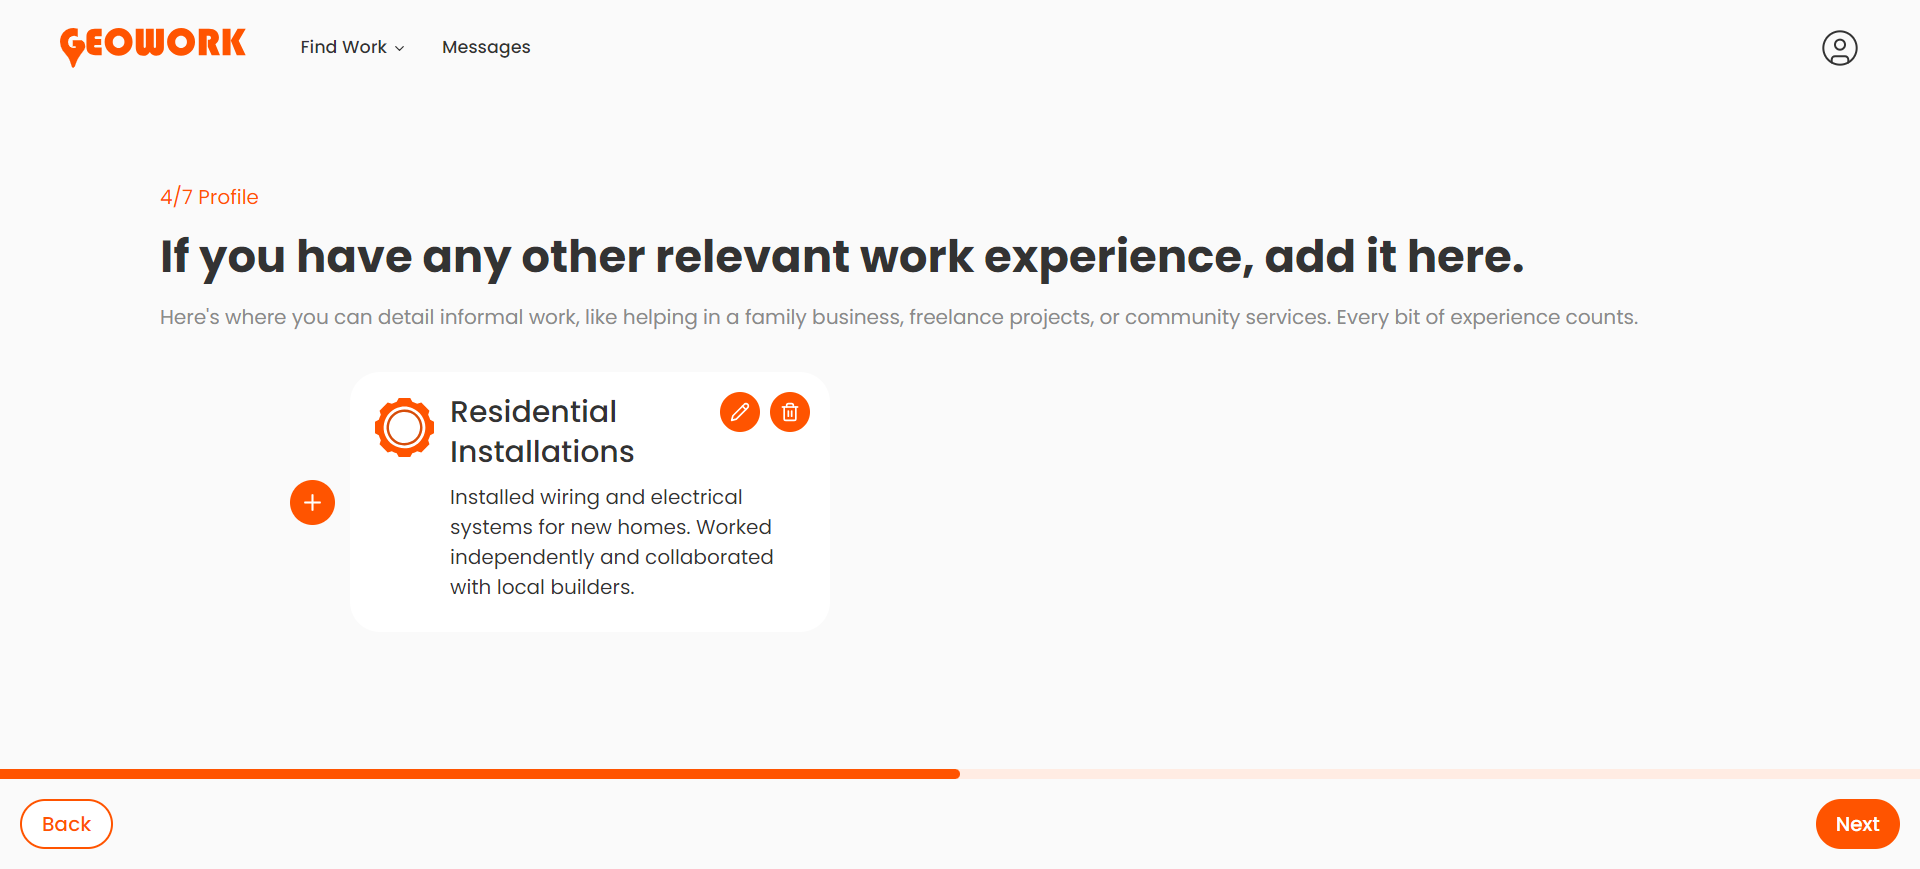 GEOWORK
Find Work
Messages
4/7 Profile
If you have any other relevant work experience, add it here.
Here's where you can detail informal work, like helping in a family business, freelance projects, or community services. Every bit of experience counts.
Residential
Installations
Installed wiring and electrical
systems for new homes. Worked
independently and collaborated
with local builders.
Back
Next